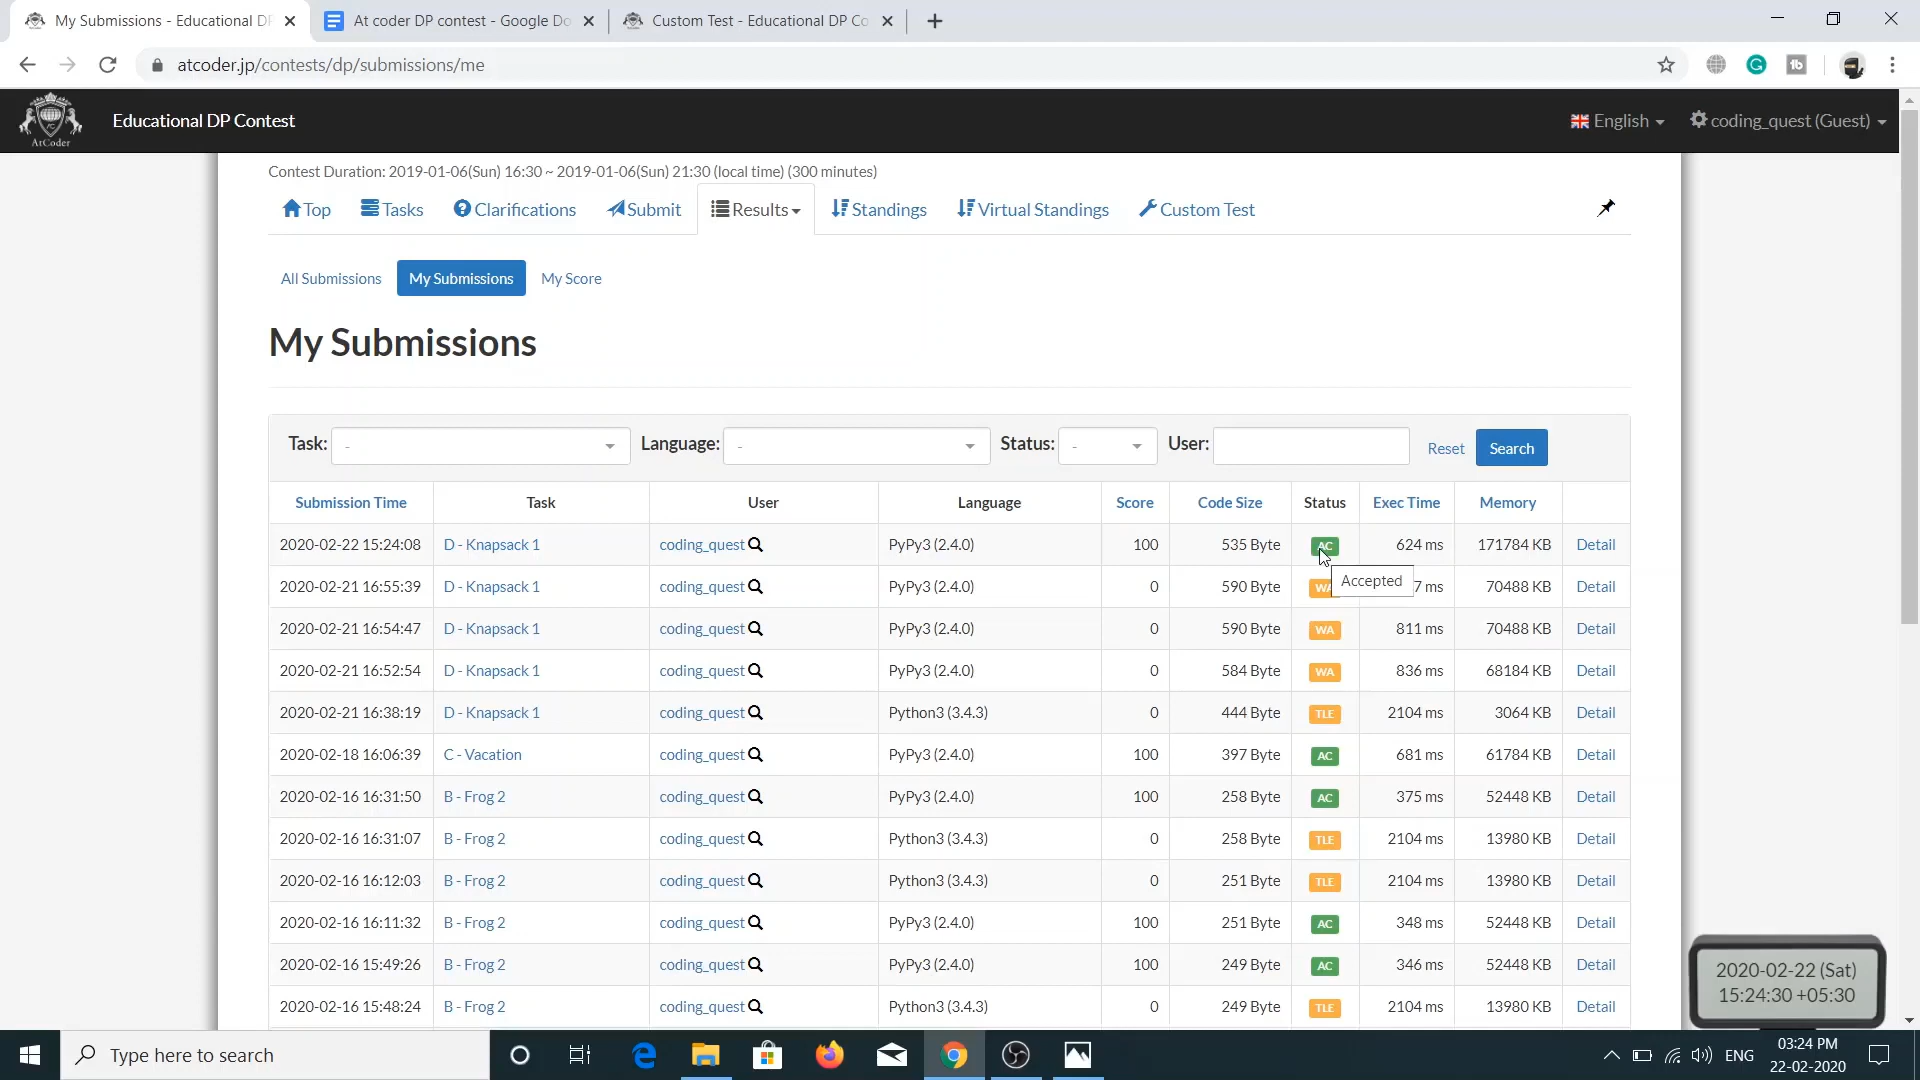 My Submissions - Educational DP
At coder DP contest - Google Do
Custom Test - Educational DP Co
atcoder.jp/contests/dp/submissions/me
AtCoder
Educational DP Contest
English
coding_quest (Guest)
Contest Duration: 2019-01-06(Sun) 16:30 ~ 2019-01-06(Sun) 21:30 (local time) (300 minutes)
Top Tasks Clarifications Submit Results Standings Virtual Standings Custom Test
All Submissions My Submissions My Score
My Submissions
Task: - Language: - Status: - User: Reset Search
Submission Time Task User Language Score Code Size Status Exec Time Memory
2020-02-22 15:24:08 D - Knapsack 1 coding_quest PyPy3 (2.4.0) 100 535 Byte AC 624 ms 171784 KB Detail
Accepted
2020-02-21 16:55:39 D - Knapsack 1 coding_quest PyPy3 (2.4.0) 0 590 Byte WA 7 ms 70488 KB Detail
2020-02-21 16:54:47 D - Knapsack 1 coding_quest PyPy3 (2.4.0) 0 590 Byte WA 811 ms 70488 KB Detail
2020-02-21 16:52:54 D - Knapsack 1 coding_quest PyPy3 (2.4.0) 0 584 Byte WA 836 ms 68184 KB Detail
2020-02-21 16:38:19 D - Knapsack 1 coding_quest Python3 (3.4.3) 0 444 Byte TLE 2104 ms 3064 KB Detail
2020-02-18 16:06:39 C - Vacation coding_quest PyPy3 (2.4.0) 100 397 Byte AC 681 ms 61784 KB Detail
2020-02-16 16:31:50 B - Frog 2 coding_quest PyPy3 (2.4.0) 100 258 Byte AC 375 ms 52448 KB Detail
2020-02-16 16:31:07 B - Frog 2 coding_quest Python3 (3.4.3) 0 258 Byte TLE 2104 ms 13980 KB Detail
2020-02-16 16:12:03 B - Frog 2 coding_quest Python3 (3.4.3) 0 251 Byte TLE 2104 ms 13980 KB Detail
2020-02-16 16:11:32 B - Frog 2 coding_quest PyPy3 (2.4.0) 100 251 Byte AC 348 ms 52448 KB Detail
2020-02-16 15:49:26 B - Frog 2 coding_quest PyPy3 (2.4.0) 100 249 Byte AC 346 ms 52448 KB Detail
2020-02-16 15:48:24 B - Frog 2 coding_quest Python3 (3.4.3) 0 249 Byte TLE 2104 ms 13980 KB Detail
2020-02-22 (Sat)
15:24:30 +05:30
Type here to search
ENG
03:24 PM
22-02-2020